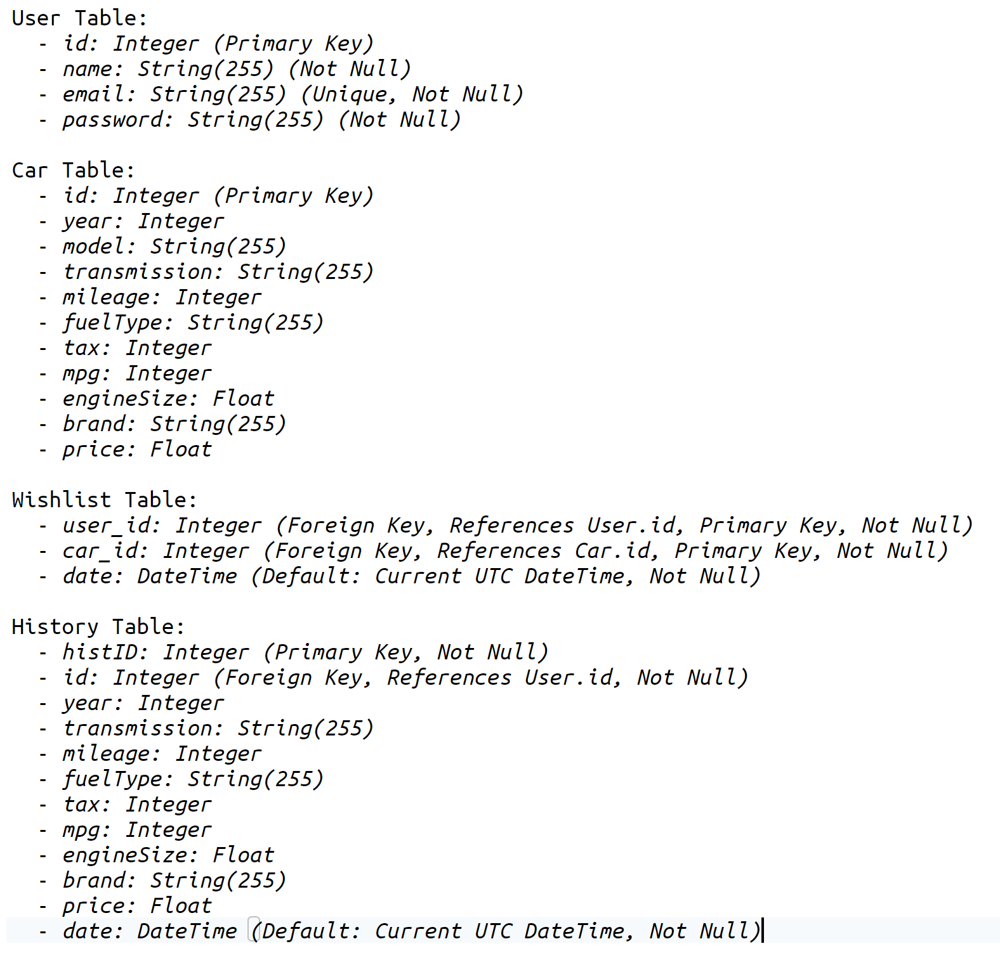 User Table:
- id: Integer (Primary Key)
- name: String(255) (Not Null)
- email: String(255) (Unique, Not Null)
- password: String(255) (Not Null)
Car Table:
- id: Integer (Primary Key)
- year: Integer
- model: String(255)
- transmission: String(255)
- mileage: Integer
- fuelType: String(255)
- tax: Integer
- mpg: Integer
- engineSize: Float
- brand: String(255)
- price: Float
Wishlist Table:
- user_id: Integer (Foreign Key, References User.id, Primary Key, Not Null)
- car_id: Integer (Foreign Key, References Car.id, Primary Key, Not Null)
- date: DateTime (Default: Current UTC DateTime, Not Null)
History Table:
- histID: Integer (Primary Key, Not Null)
- id: Integer (Foreign Key, References User.id, Not Null)
- year: Integer
- transmission: String(255)
- mileage: Integer
- fuelType: String(255)
- tax: Integer
- mpg: Integer
- engineSize: Float
- brand: String(255)
- price: Float
- date: DateTime (Default: Current UTC DateTime, Not Null)